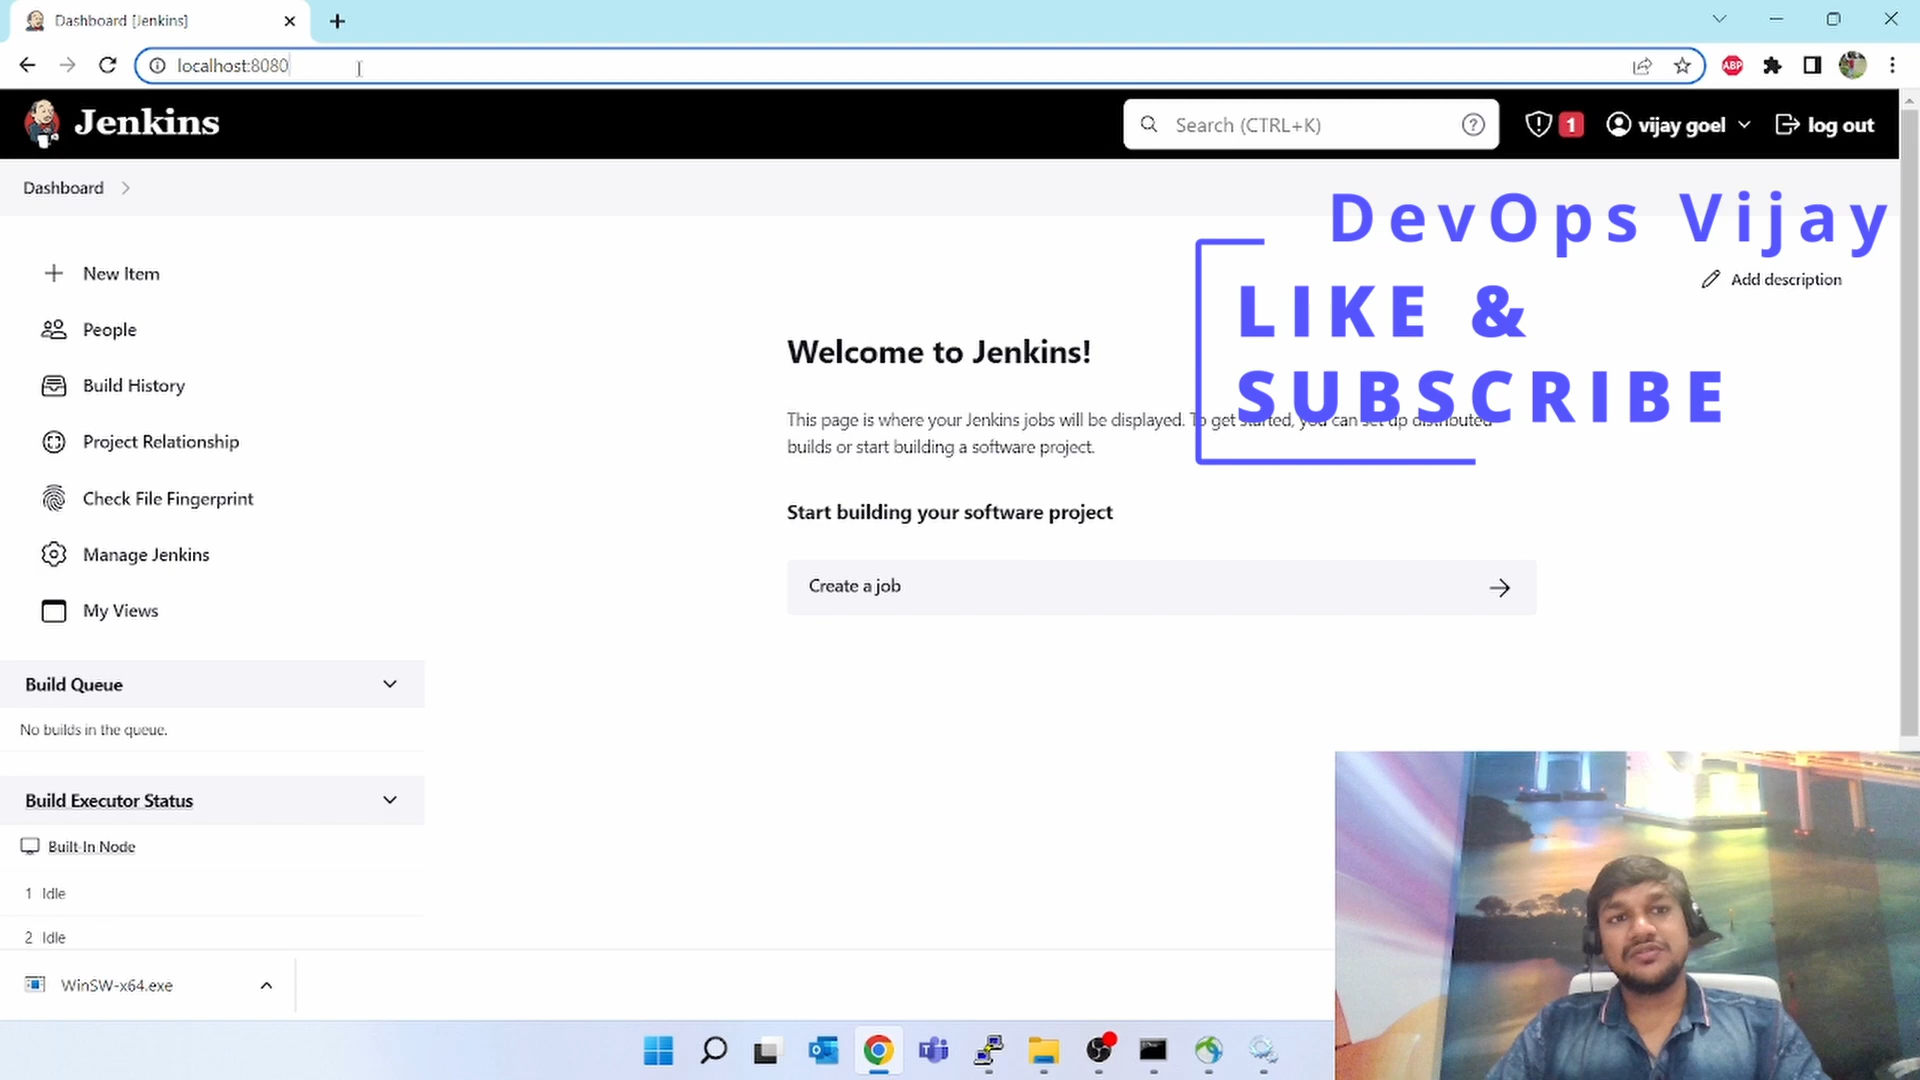 Dashboard [Jenkins]
localhost:8080
ABP
Jenkins
Search (CTRL+K)
1
vijay goel
log out
Dashboard
DevOps Vijay
LIKE &
SUBSCRIBE
Add description
New Item
People
Build History
Project Relationship
Check File Fingerprint
Manage Jenkins
My Views
Welcome to Jenkins!
This page is where your Jenkins jobs will be displayed. To get started, you can set up distributed
builds or start building a software project.
Start building your software project
Create a job
Build Queue
No builds in the queue.
Build Executor Status
Built-In Node
1 Idle
2 Idle
WinSW-x64.exe